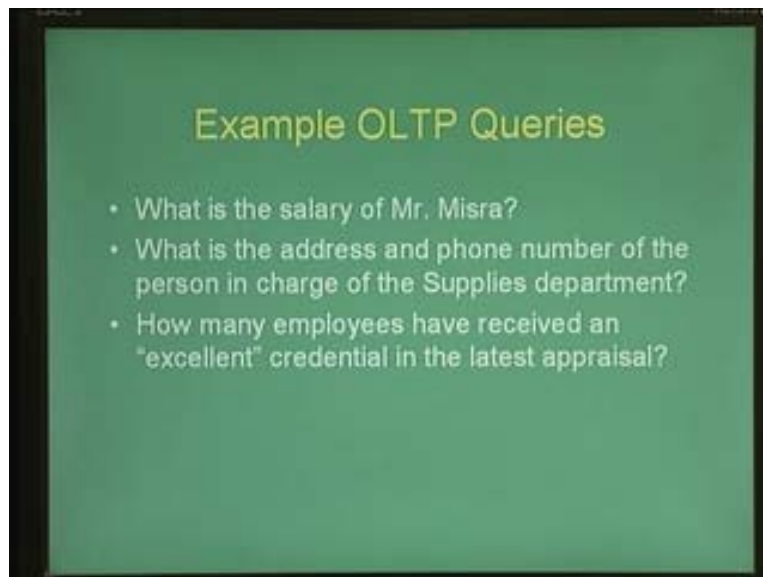 Example OLTP Queries
• What is the salary of Mr. Misra?
• What is the address and phone number of the
person in charge of the Supplies department?
• How many employees have received an
“excellent” credential in the latest appraisal?